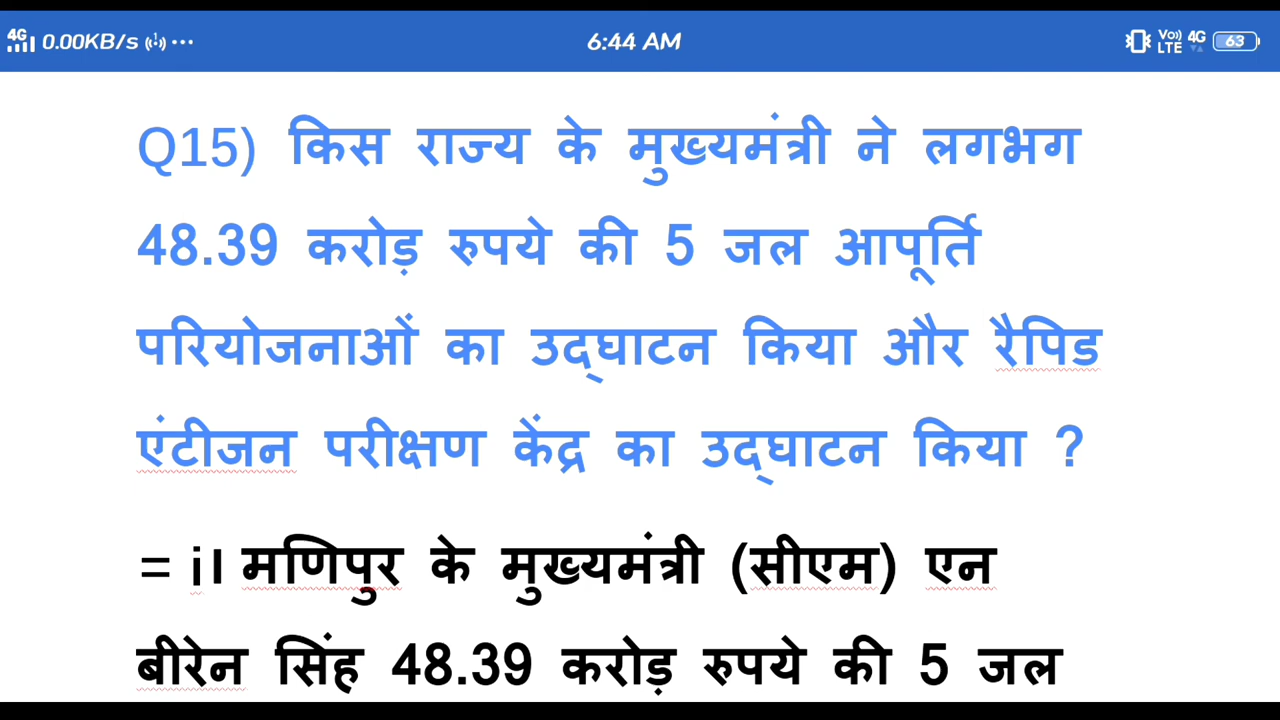 4G 0.00KB/s ... 6:44 AM Vo)) LTE 4G 63
Q15) किस राज्य के मुख्यमंत्री ने लगभग
48.39 करोड़ रुपये की 5 जल आपूर्ति
परियोजनाओं का उद्घाटन किया और रैपिड
एंटीजन परीक्षण केंद्र का उद्घाटन किया ?
= i। मणिपुर के मुख्यमंत्री (सीएम) एन
बीरेन सिंह 48.39 करोड़ रुपये की 5 जल